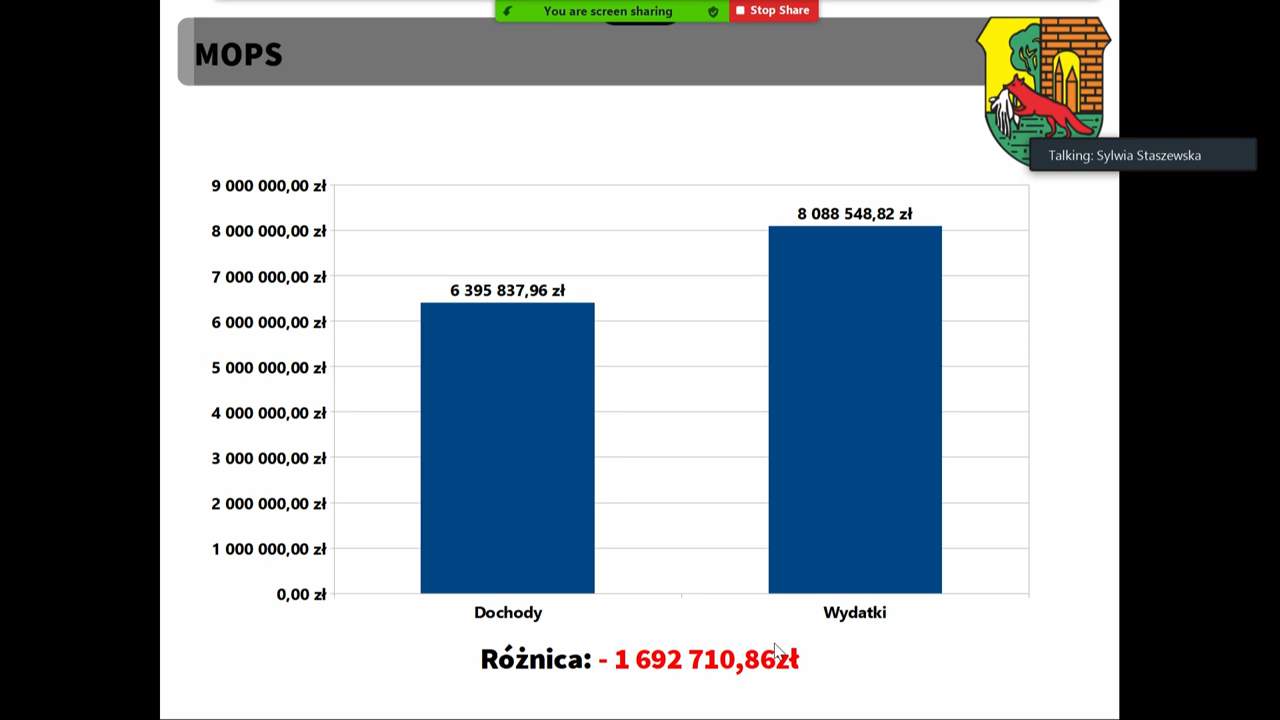 You are screen sharing
Stop Share
MOPS
Talking: Sylwia Staszewska
9 000 000,00 zł
8 000 000,00 zł
7 000 000,00 zł
6 000 000,00 zł
5 000 000,00 zł
4 000 000,00 zł
3 000 000,00 zł
2 000 000,00 zł
1 000 000,00 zł
0,00 zł
6 395 837,96 zł
8 088 548,82 zł
Dochody
Wydatki
Różnica: - 1 692 710,86zł